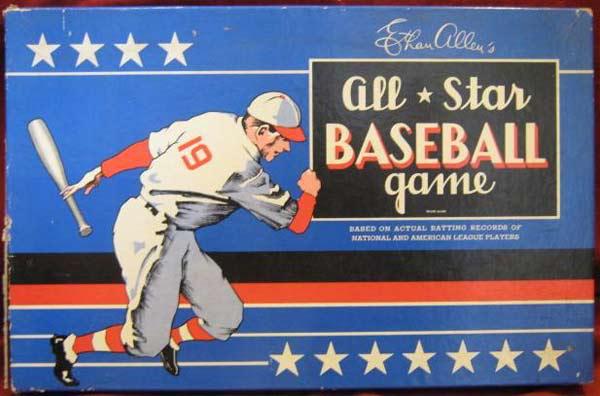 Ethan Allen's
All ★ Star
BASEBALL
game
BASED ON ACTUAL BATTING RECORDS OF
NATIONAL AND AMERICAN LEAGUE PLAYERS
19